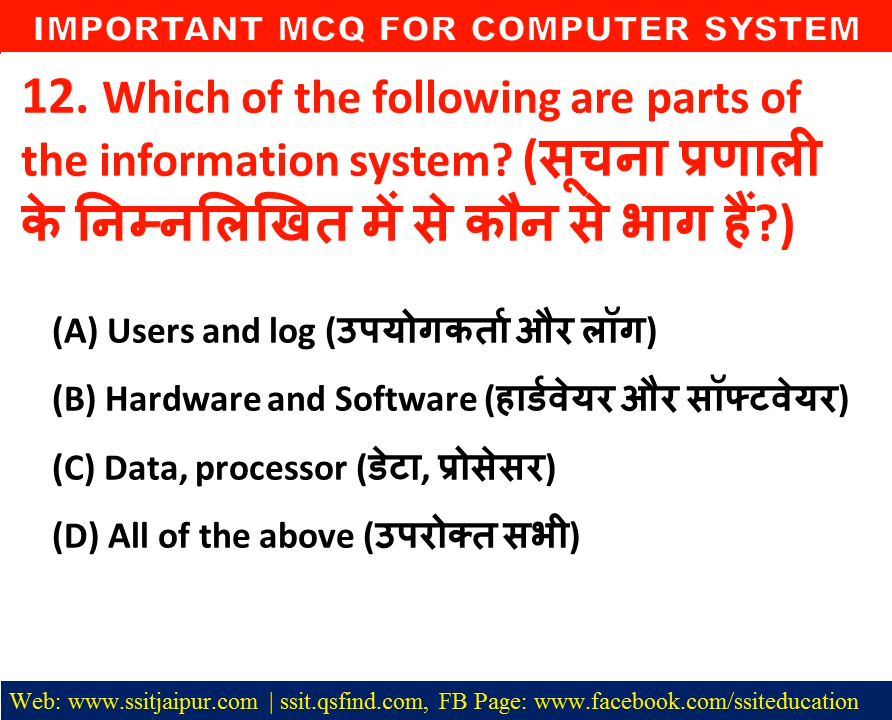 IMPORTANT MCQ FOR COMPUTER SYSTEM
12. Which of the following are parts of
the information system? (सूचना प्रणाली
के निम्नलिखित में से कौन से भाग हैं?)
(A) Users and log (उपयोगकर्ता और लॉग)
(B) Hardware and Software (हार्डवेयर और सॉफ्टवेयर)
(C) Data, processor (डेटा, प्रोसेसर)
(D) All of the above (उपरोक्त सभी)
Web: www.ssitjaipur.com | ssit.qsfind.com, FB Page: www.facebook.com/ssiteducation